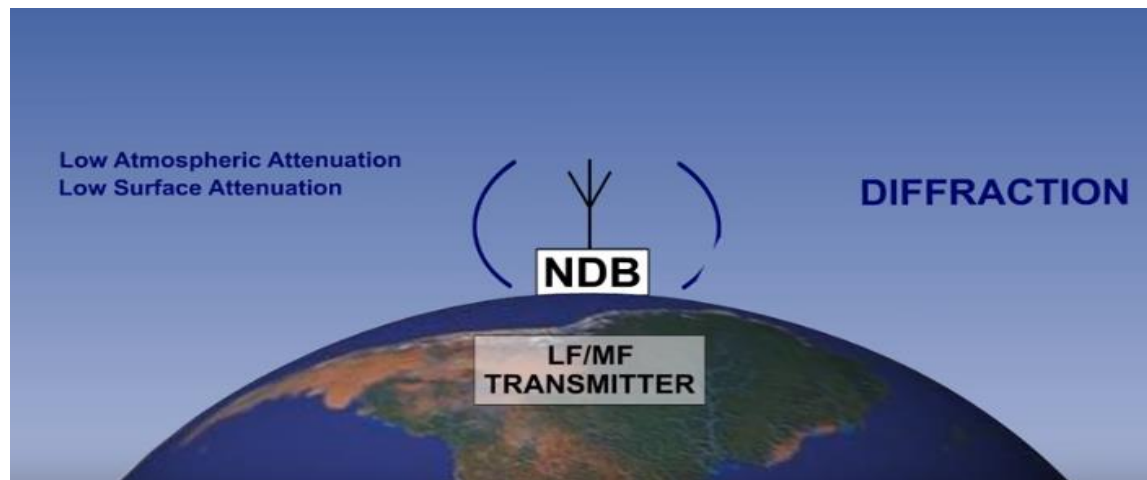 Low Atmospheric Attenuation
Low Surface Attenuation
DIFFRACTION
NDB
LF/MF
TRANSMITTER